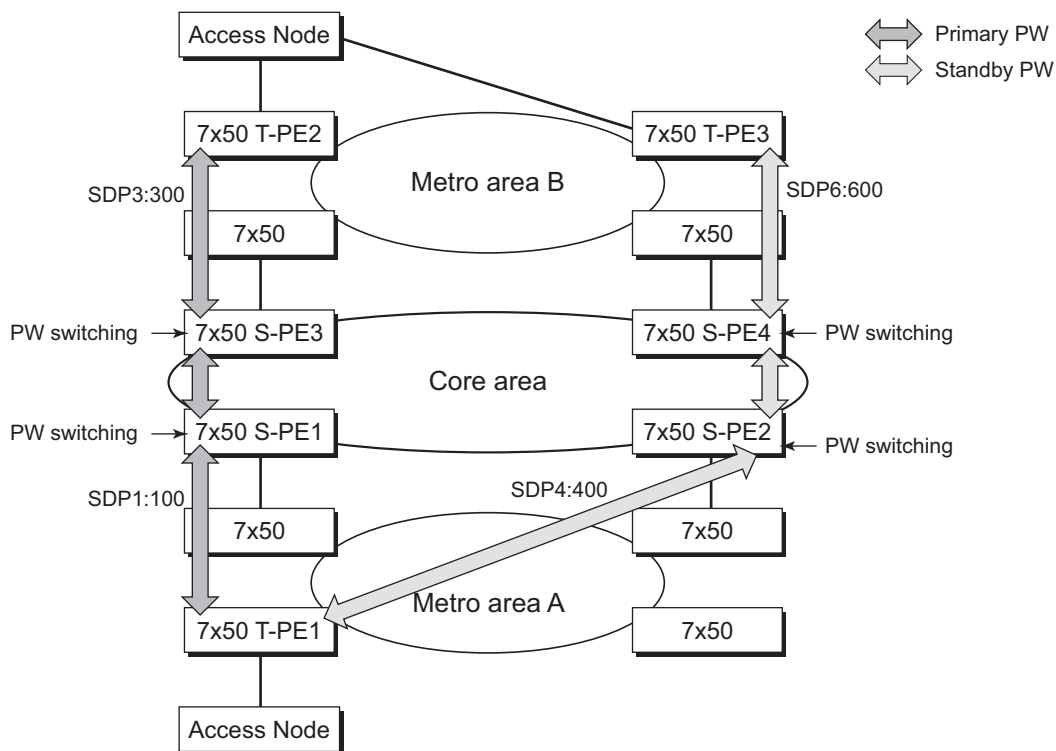 Access Node
Primary PW
Standby PW
7x50 T-PE2
7x50 T-PE3
Metro area B
SDP3:300
SDP6:600
7x50
7x50
PW switching
7x50 S-PE3
7x50 S-PE4
PW switching
Core area
PW switching
7x50 S-PE1
7x50 S-PE2
PW switching
SDP1:100
SDP4:400
7x50
7x50
Metro area A
7x50 T-PE1
7x50
Access Node